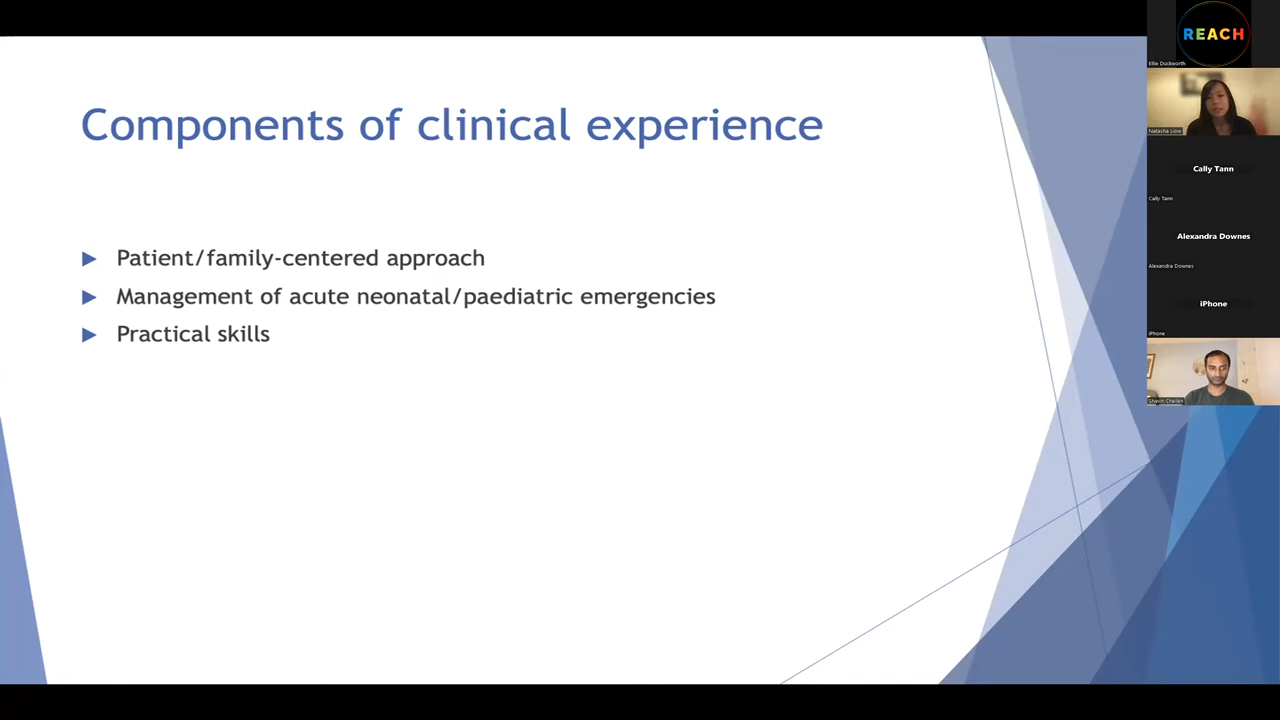 Components of clinical experience
Patient/family-centered approach
Management of acute neonatal/paediatric emergencies
Practical skills
REACH
Ellie Duckworth
Natasha Liow
Cally Tann
Cally Tann
Alexandra Downes
Alexandra Downes
iPhone
iPhone